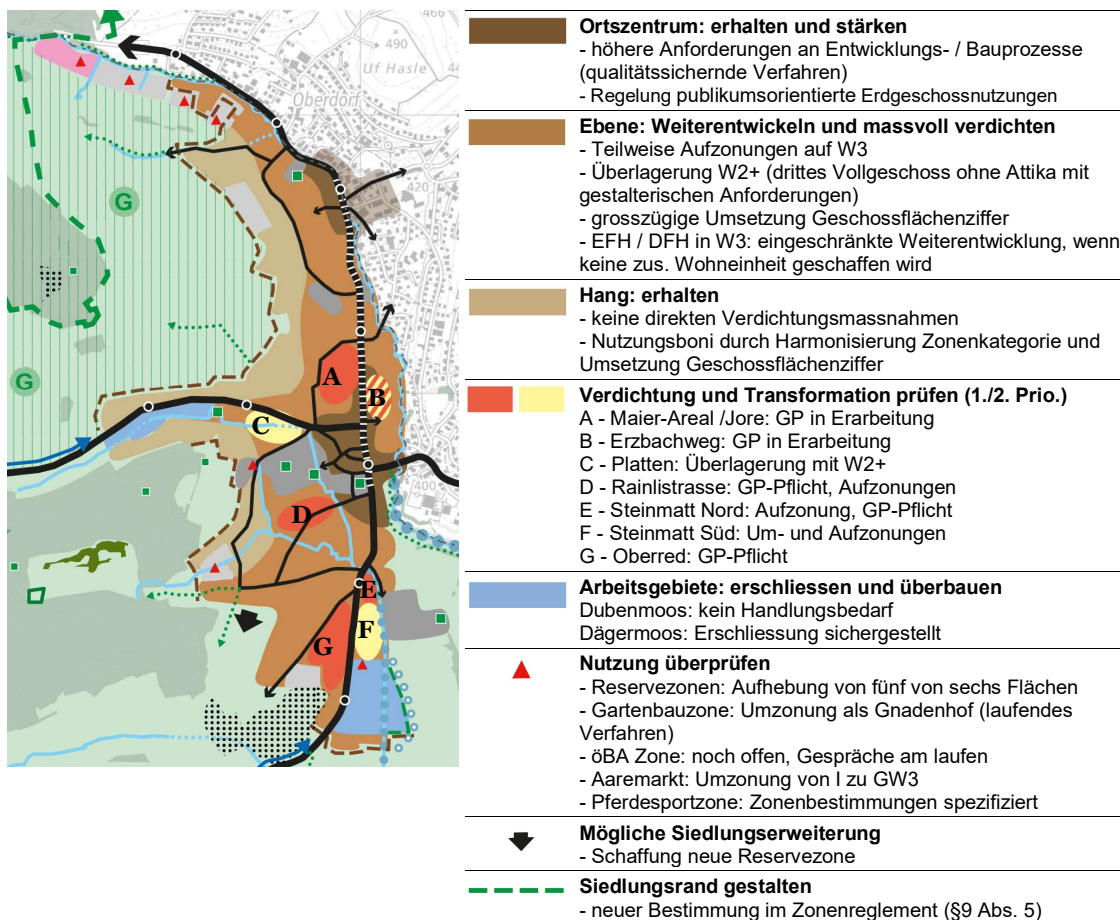 466
490
Uf Hasle
44
Oberdorf
420
G
A
B
G
C
400
D
E
F
G
Ortszentrum: erhalten und stärken
- höhere Anforderungen an Entwicklungs- / Bauprozesse
(qualitätssichernde Verfahren)
- Regelung publikumsorientierte Erdgeschossnutzungen
Ebene: Weiterentwickeln und massvoll verdichten
- Teilweise Aufzonungen auf W3
- Überlagerung W2+ (drittes Vollgeschoss ohne Attika mit
gestalterischen Anforderungen)
- grosszügige Umsetzung Geschossflächenziffer
- EFH / DFH in W3: eingeschränkte Weiterentwicklung, wenn
keine zus. Wohneinheit geschaffen wird
Hang: erhalten
- keine direkten Verdichtungsmassnahmen
- Nutzungsboni durch Harmonisierung Zonenkategorie und
Umsetzung Geschossflächenziffer
Verdichtung und Transformation prüfen (1./2. Prio.)
A - Maier-Areal /Jore: GP in Erarbeitung
B - Erzbachweg: GP in Erarbeitung
C - Platten: Überlagerung mit W2+
D - Rainlistrasse: GP-Pflicht, Aufzonungen
E - Steinmatt Nord: Aufzonung, GP-Pflicht
F - Steinmatt Süd: Um- und Aufzonungen
G - Oberred: GP-Pflicht
Arbeitsgebiete: erschliessen und überbauen
Dubenmoos: kein Handlungsbedarf
Dägermoos: Erschliessung sichergestellt
Nutzung überprüfen
- Reservezonen: Aufhebung von fünf von sechs Flächen
- Gartenbauzone: Umzonung als Gnadenhof (laufendes
Verfahren)
- öBA Zone: noch offen, Gespräche am laufen
- Aaremarkt: Umzonung von I zu GW3
- Pferdesportzone: Zonenbestimmungen spezifiziert
Mögliche Siedlungserweiterung
- Schaffung neue Reservezone
Siedlungsrand gestalten
- neuer Bestimmung im Zonenreglement (§9 Abs. 5)